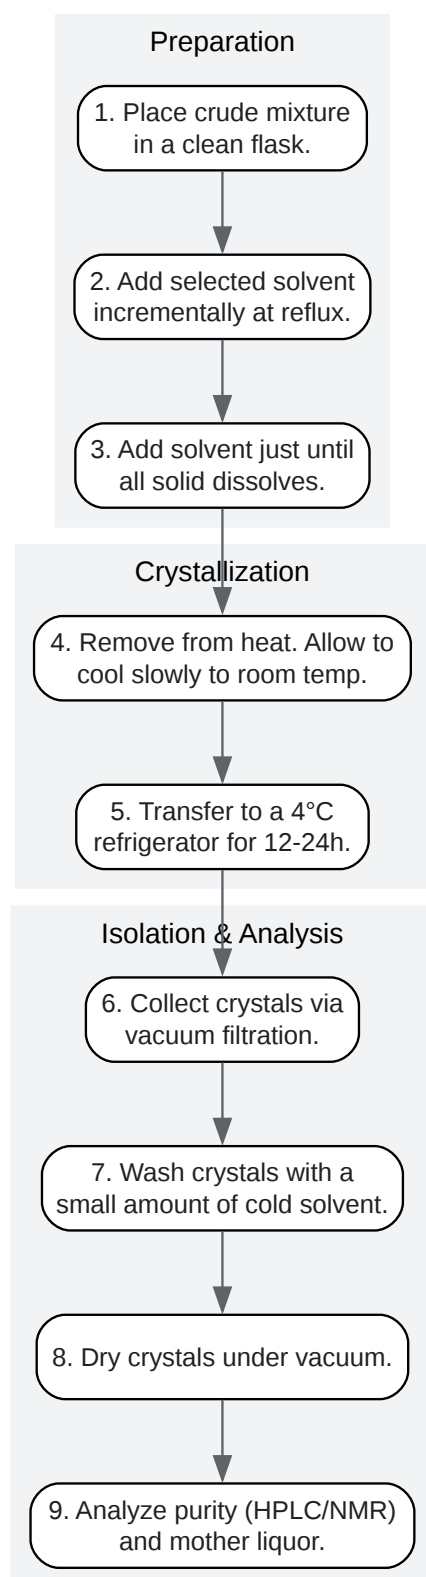 Preparation
1. Place crude mixture
in a clean flask.
2. Add selected solvent
incrementally at reflux.
3. Add solvent just until
all solid dissolves.
Crystallization
4. Remove from heat. Allow to
cool slowly to room temp.
5. Transfer to a 4°C
refrigerator for 12-24h.
Isolation & Analysis
6. Collect crystals via
vacuum filtration.
7. Wash crystals with a
small amount of cold solvent.
8. Dry crystals under vacuum.
9. Analyze purity (HPLC/NMR)
and mother liquor.